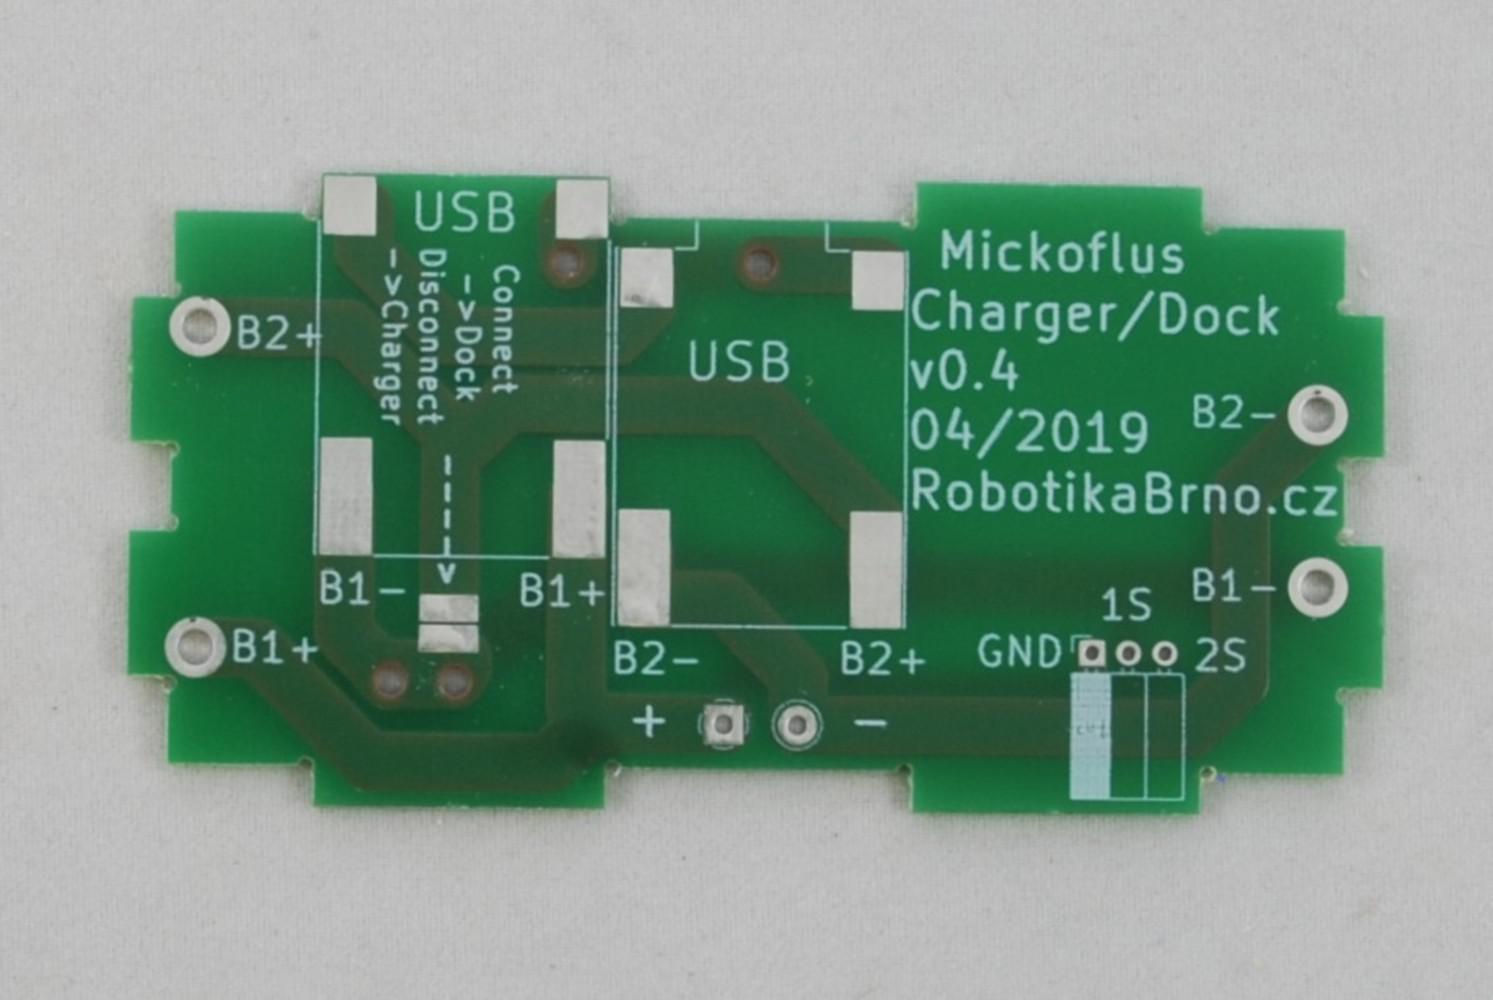 USB
Connect
->Dock
Disconnect
->Charger
B2+
B1+
B1-
B1+
USB
B2-
B2+
+
-
Mickoflus
Charger/Dock
v0.4
04/2019
RobotikaBrno.cz
B2-
B1-
1S
GND
2S